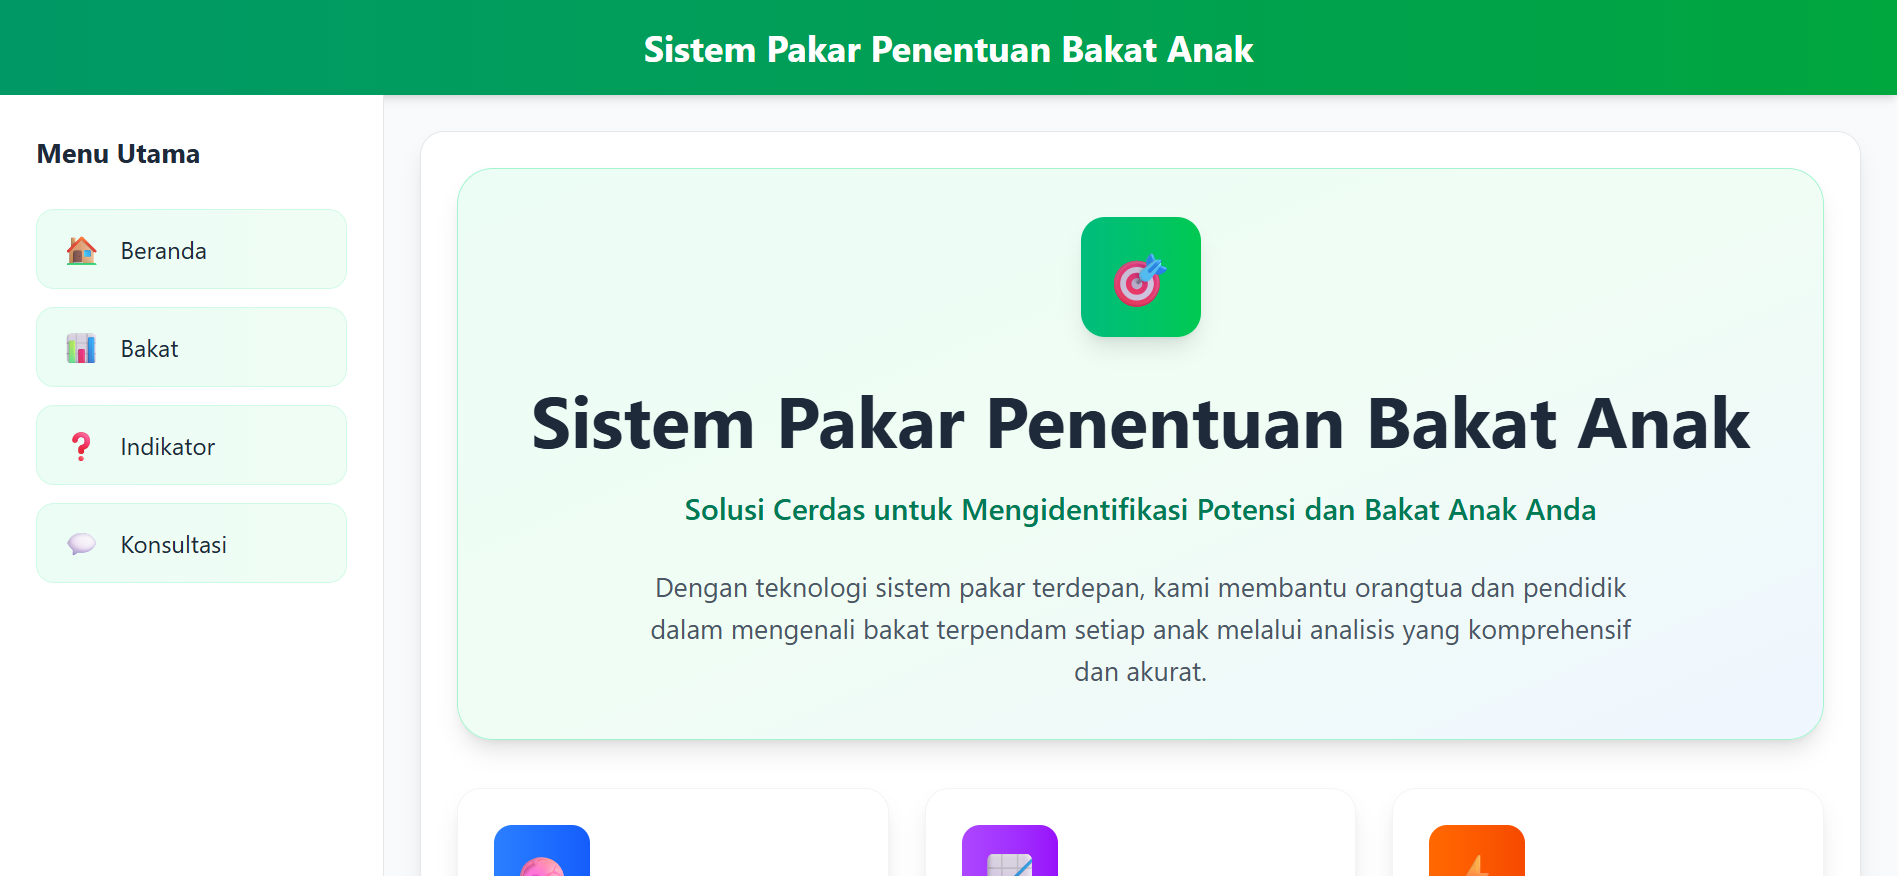 Sistem Pakar Penentuan Bakat Anak
Menu Utama
Beranda
Bakat
Indikator
Konsultasi
Sistem Pakar Penentuan Bakat Anak
Solusi Cerdas untuk Mengidentifikasi Potensi dan Bakat Anak Anda
Dengan teknologi sistem pakar terdepan, kami membantu orangtua dan pendidik
dalam mengenali bakat terpendam setiap anak melalui analisis yang komprehensif
dan akurat.